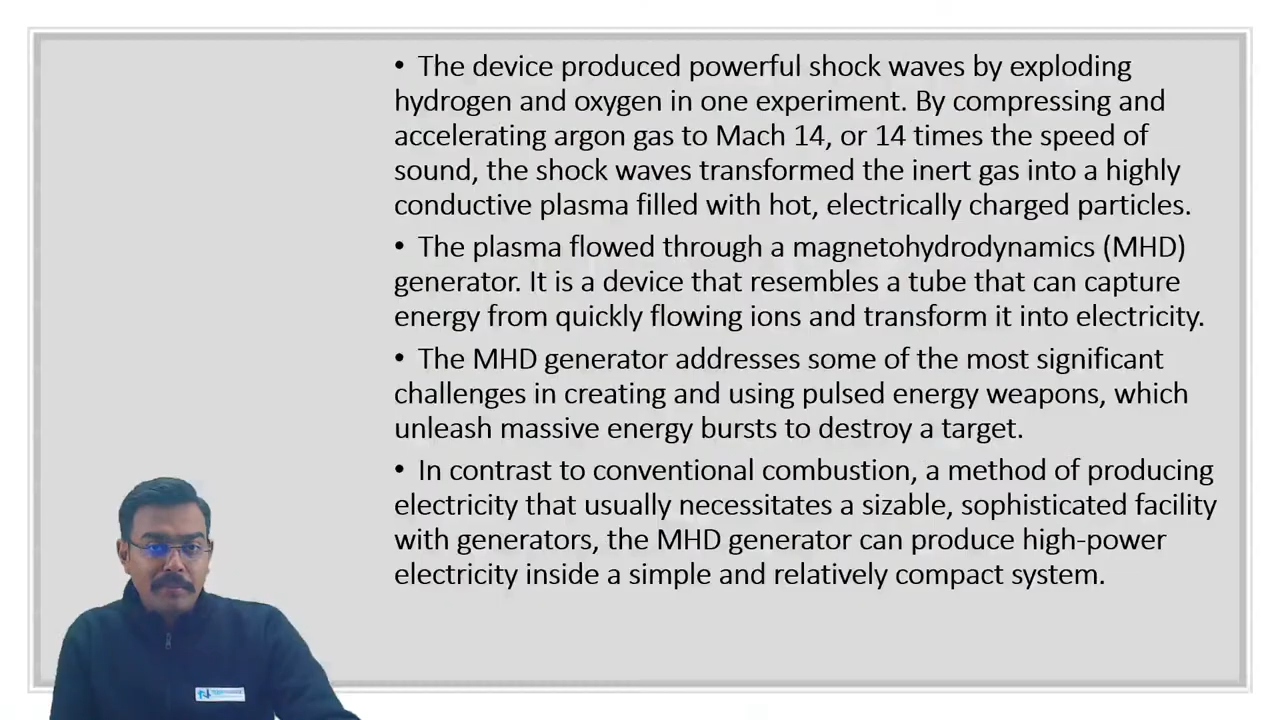 • The device produced powerful shock waves by exploding
hydrogen and oxygen in one experiment. By compressing and
accelerating argon gas to Mach 14, or 14 times the speed of
sound, the shock waves transformed the inert gas into a highly
conductive plasma filled with hot, electrically charged particles.
• The plasma flowed through a magnetohydrodynamics (MHD)
generator. It is a device that resembles a tube that can capture
energy from quickly flowing ions and transform it into electricity.
• The MHD generator addresses some of the most significant
challenges in creating and using pulsed energy weapons, which
unleash massive energy bursts to destroy a target.
• In contrast to conventional combustion, a method of producing
electricity that usually necessitates a sizable, sophisticated facility
with generators, the MHD generator can produce high-power
electricity inside a simple and relatively compact system.